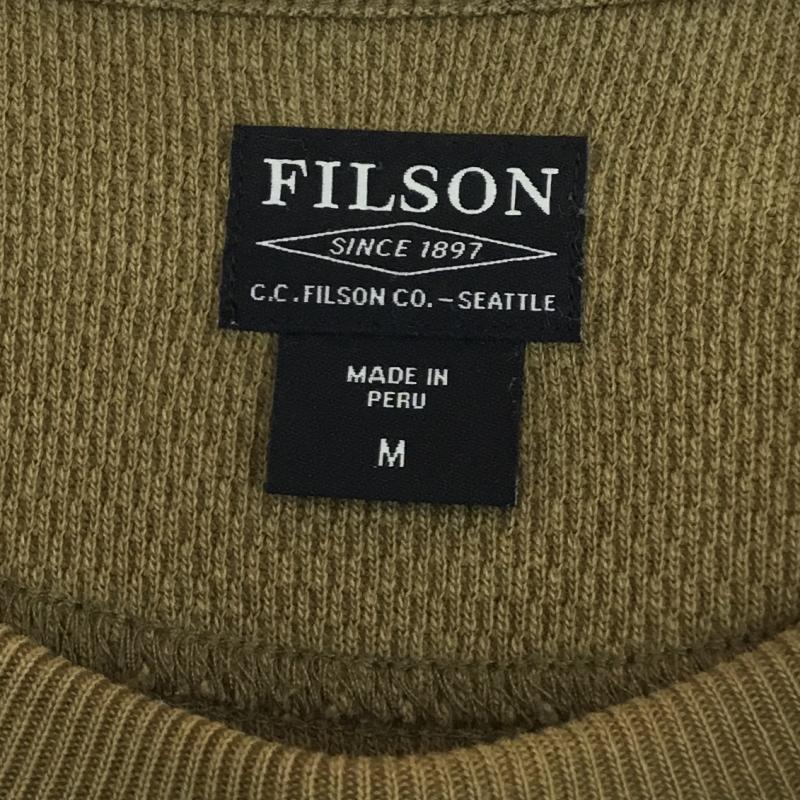 FILSON
SINCE 1897
C.C.FILSON CO.–SEATTLE
MADE IN
PERU
M